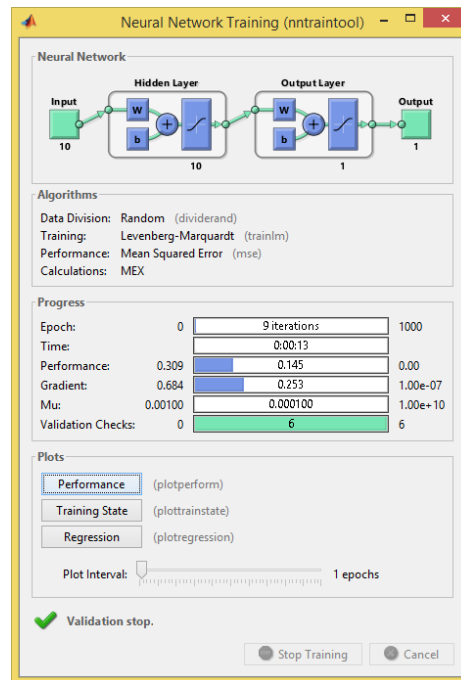 Neural Network Training (nntraintool)
Neural Network
Hidden Layer
Output Layer
Input
Output
W
b
W
b
10
10
1
1
Algorithms
Data Division: Random (dividerand)
Training: Levenberg-Marquardt (trainlm)
Performance: Mean Squared Error (mse)
Calculations: MEX
Progress
Epoch: 0 9 iterations 1000
Time: 0:00:13
Performance: 0.309 0.145 0.00
Gradient: 0.684 0.253 1.00e-07
Mu: 0.00100 0.000100 1.00e+10
Validation Checks: 0 6 6
Plots
Performance (plotperform)
Training State (plottrainstate)
Regression (plotregression)
Plot Interval: 1 epochs
Validation stop.
Stop Training Cancel